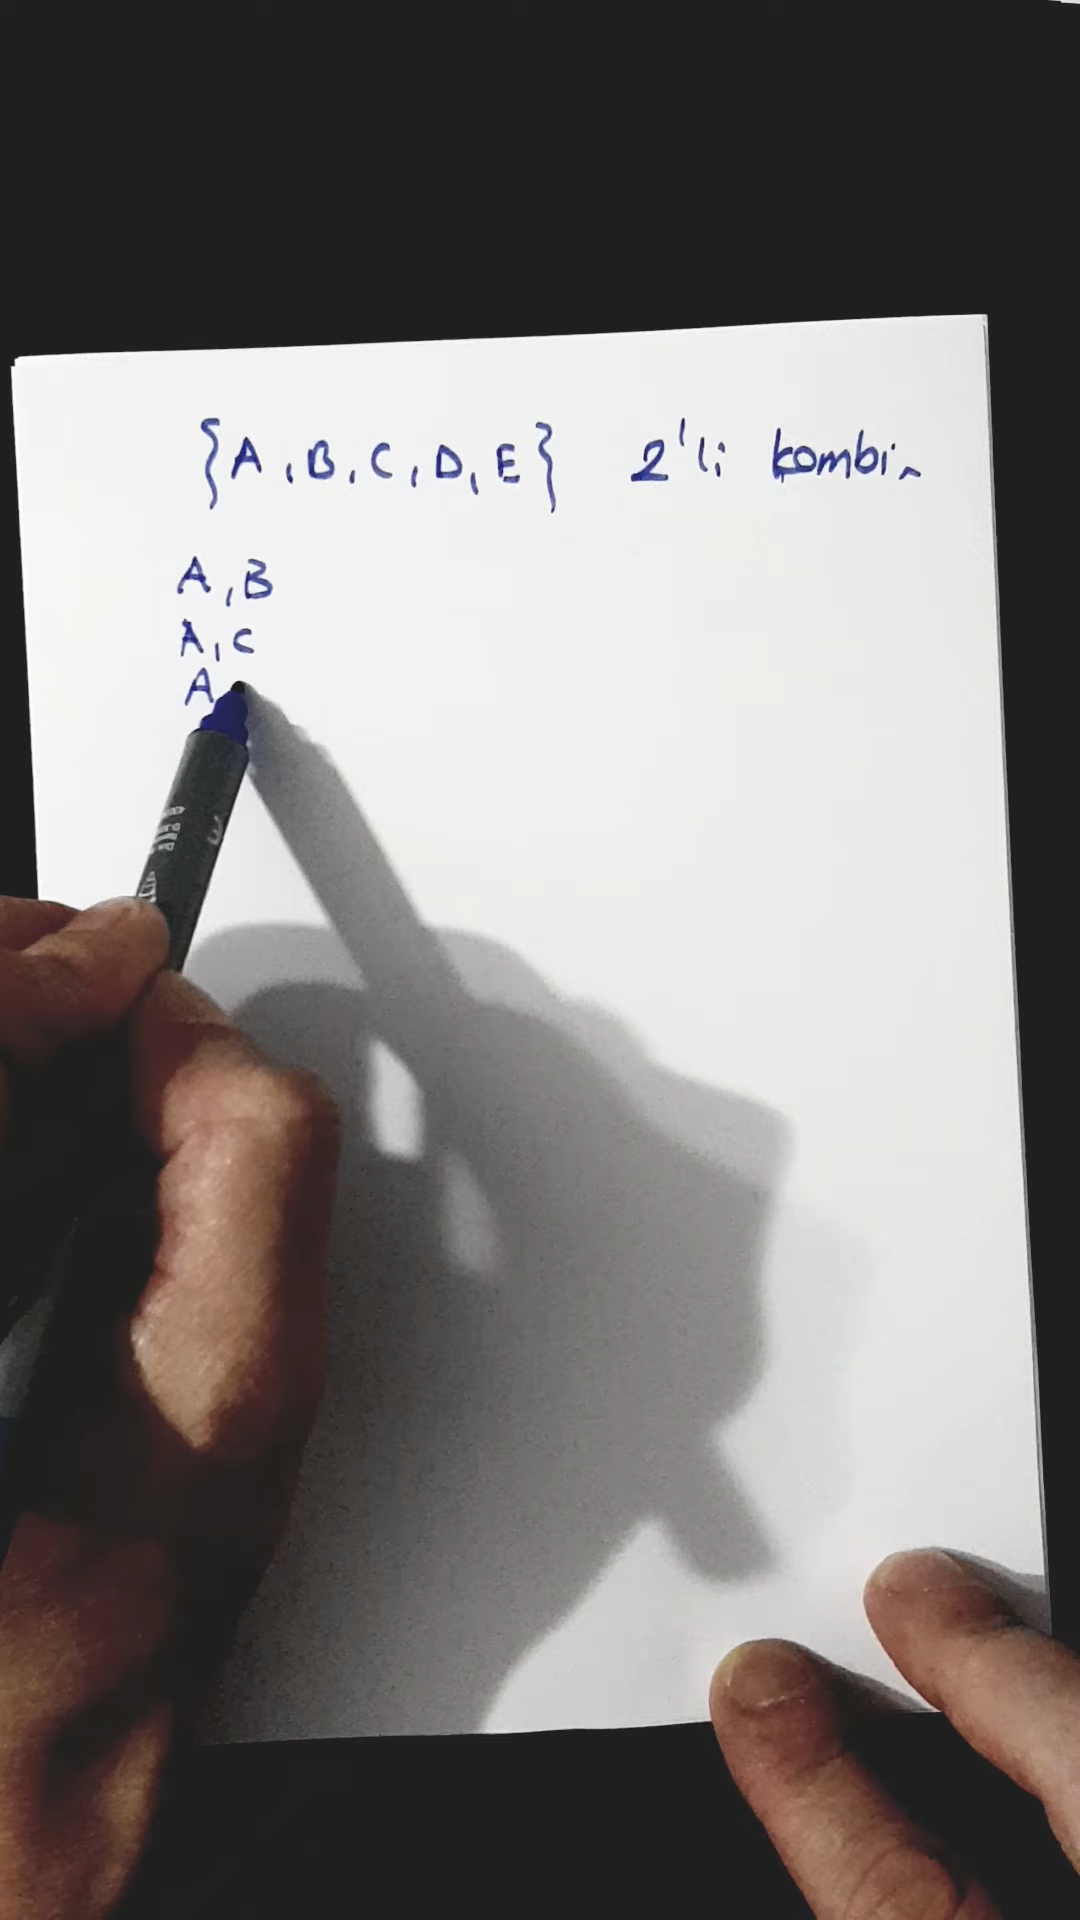 {A, B, C, D, E} 2'li kombin
A, B
A, C
A